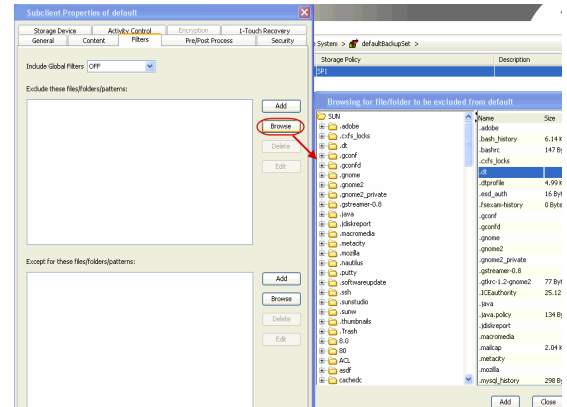 Subclient Properties of default
Storage Device Activity Control Encryption 1-Touch Recovery
General Content Filters Pre/Post Process Security
Include Global Filters OFF
Exclude these files/folders/patterns:
Add
Browse
Delete
Edit
Except for these files/folders/patterns:
Add
Browse
Delete
Edit
System > defaultBackupSet >
Storage Policy Description
SP1
Browsing for file/folder to be excluded from default
SUN
.adobe
.cxfs_locks
.dt
.gconf
.gconfd
.gnome
.gnome2
.gnome2_private
.gstreamer-0.8
.java
.jdiskreport
.macromedia
.metacity
.mozilla
.nautilus
.putty
.softwareupdate
.ssh
.sunstudio
.sunw
.thumbnails
.Trash
8.0
80
ACL
asdf
cachedc
Name Size
.adobe
.bash_history 6.14 K
.bashrc 147 By
.cxfs_locks
.dt
.dtprofile 4.99 K
.esd_auth 16 Byt
.fsexam-history 0 Byte
.gconf
.gconfd
.gnome
.gnome2
.gnome2_private
.gstreamer-0.8
.gtkrc-1.2-gnome2 77 Byt
.ICEauthority 25.12
.java
.java.policy 134 By
.jdiskreport
.macromedia
.mailcap 2.04 K
.metacity
.mozilla
.mysql_history 298 By
Add Close